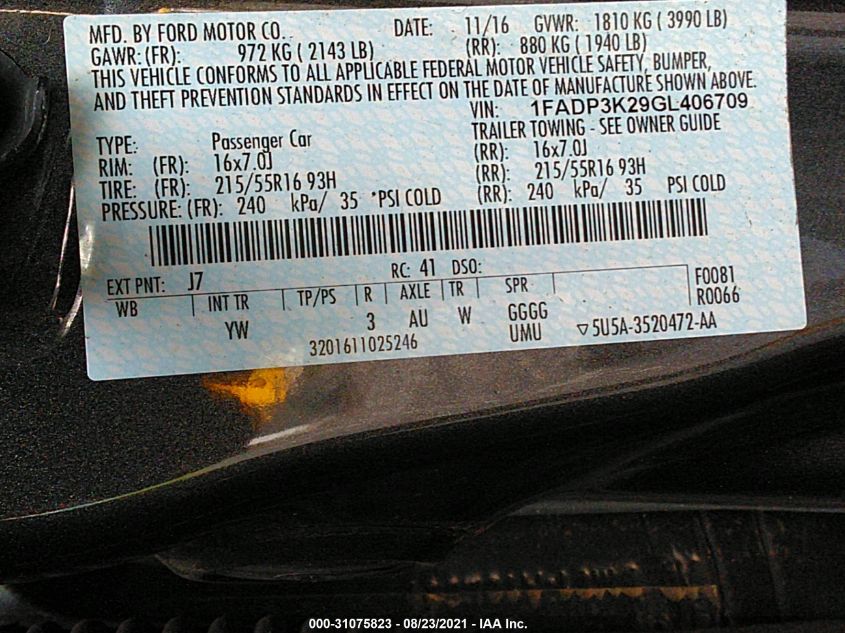 MFD. BY FORD MOTOR CO. DATE: 11/16 GVWR: 1810 KG ( 3990 LB)
GAWR: (FR): 972 KG ( 2143 LB) (RR): 880 KG ( 1940 LB)
THIS VEHICLE CONFORMS TO ALL APPLICABLE FEDERAL MOTOR VEHICLE SAFETY, BUMPER,
AND THEFT PREVENTION STANDARDS IN EFFECT ON THE DATE OF MANUFACTURE SHOWN ABOVE.
VIN: 1FADP3K29GL406709
TYPE: Passenger Car TRAILER TOWING - SEE OWNER GUIDE
RIM: (FR): 16x7.0J (RR): 16x7.0J
TIRE: (FR): 215/55R16 93H (RR): 215/55R16 93H
PRESSURE: (FR): 240 kPa/ 35 *PSI COLD (RR): 240 kPa/ 35 PSI COLD
EXT PNT: J7 RC: 41 DSO:
WB INT TR TP/PS R AXLE TR SPR F0081
R0066
YW 3 AU W GGGG
UMU
3201611025246 ▽5U5A-3520472-AA
000-31075823 - 08/23/2021 - IAA Inc.